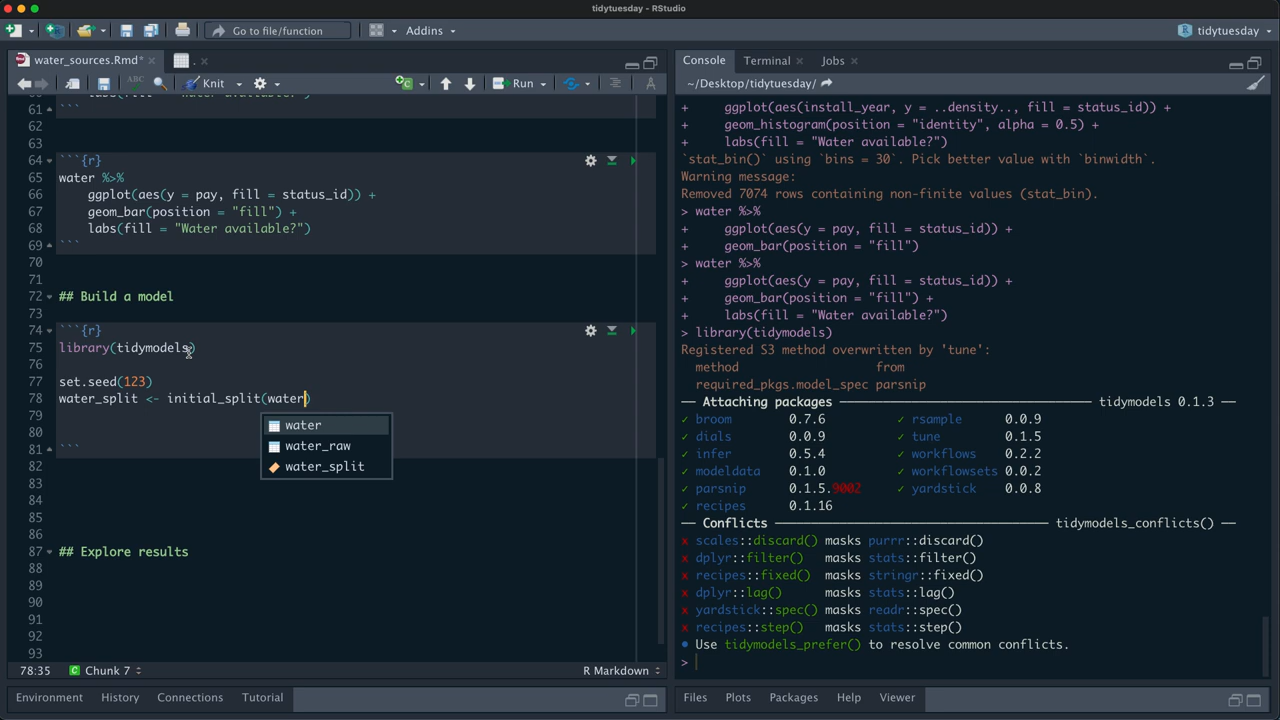 tidytuesday - RStudio
Go to file/function
Addins
tidytuesday
water_sources.Rmd*
.
ABC
Knit
Run
61
```
62
63
64 ```{r}
65 water %>%
66 ggplot(aes(y = pay, fill = status_id)) +
67 geom_bar(position = "fill") +
68 labs(fill = "Water available?")
69 ```
70
71
72 ## Build a model
73
74 ```{r}
75 library(tidymodels)
76
77 set.seed(123)
78 water_split <- initial_split(water)
79
80
81 ```
82
83
84
85
86
87 ## Explore results
88
89
90
91
92
93
water
water_raw
water_split
78:35
Chunk 7
R Markdown
Environment
History
Connections
Tutorial
Console
Terminal
Jobs
~/Desktop/tidytuesday/
+ ggplot(aes(install_year, y = ..density.., fill = status_id)) +
+ geom_histogram(position = "identity", alpha = 0.5) +
+ labs(fill = "Water available?")
`stat_bin()` using `bins = 30`. Pick better value with `binwidth`.
Warning message:
Removed 7074 rows containing non-finite values (stat_bin).
> water %>%
+ ggplot(aes(y = pay, fill = status_id)) +
+ geom_bar(position = "fill")
> water %>%
+ ggplot(aes(y = pay, fill = status_id)) +
+ geom_bar(position = "fill") +
+ labs(fill = "Water available?")
> library(tidymodels)
Registered S3 method overwritten by 'tune':
method from
required_pkgs.model_spec parsnip
── Attaching packages ── tidymodels 0.1.3 ──
✓ broom 0.7.6 ✓ rsample 0.0.9
✓ dials 0.0.9 ✓ tune 0.1.5
✓ infer 0.5.4 ✓ workflows 0.2.2
✓ modeldata 0.1.0 ✓ workflowsets 0.0.2
✓ parsnip 0.1.5.9002 ✓ yardstick 0.0.8
✓ recipes 0.1.16
── Conflicts ── tidymodels_conflicts() ──
x scales::discard() masks purrr::discard()
x dplyr::filter() masks stats::filter()
x recipes::fixed() masks stringr::fixed()
x dplyr::lag() masks stats::lag()
x yardstick::spec() masks readr::spec()
x recipes::step() masks stats::step()
● Use tidymodels_prefer() to resolve common conflicts.
>
Files
Plots
Packages
Help
Viewer